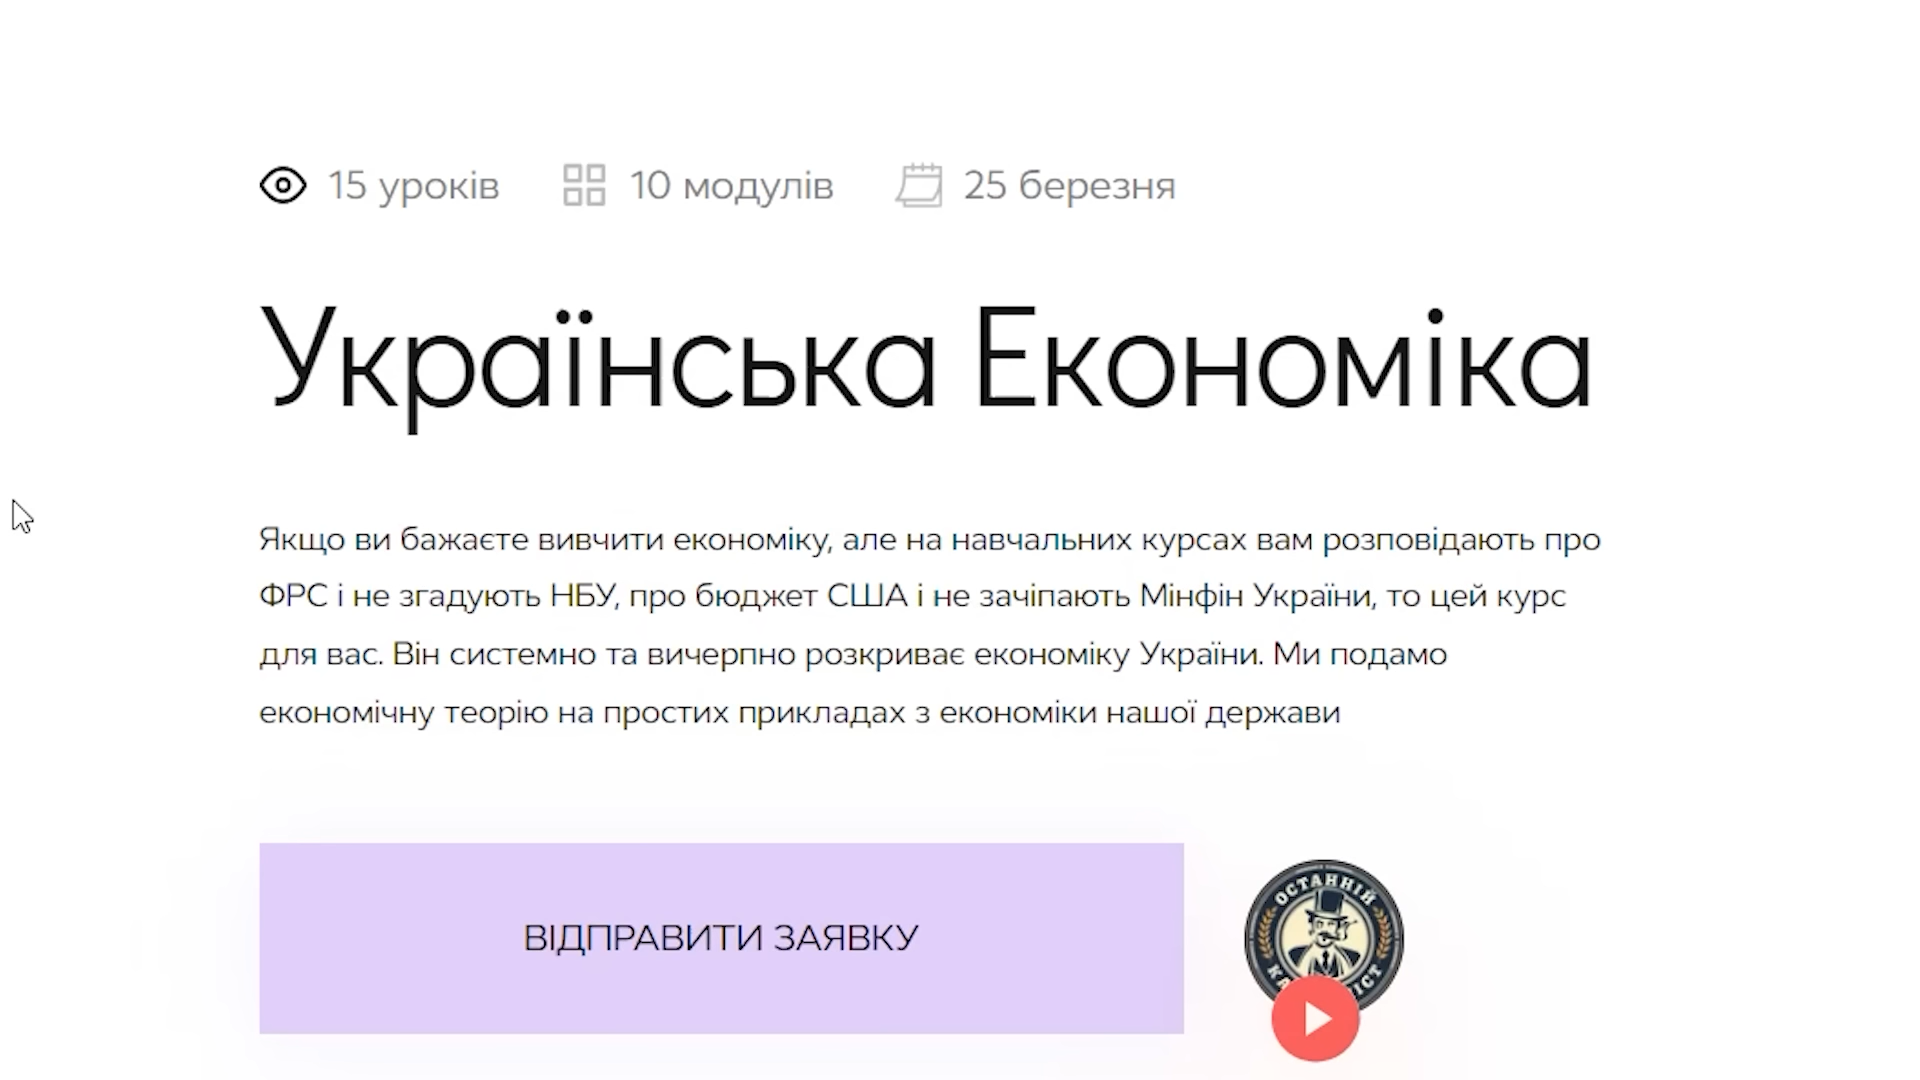 15 уроків
10 модулів
25 березня
Українська Економіка
Якщо ви бажаєте вивчити економіку, але на навчальних курсах вам розповідають про
ФРС і не згадують НБУ, про бюджет США і не зачіпають Мінфін України, то цей курс
для вас. Він системно та вичерпно розкриває економіку України. Ми подамо
економічну теорію на простих прикладах з економіки нашої держави
ВІДПРАВИТИ ЗАЯВКУ
ОСТАННІЙ